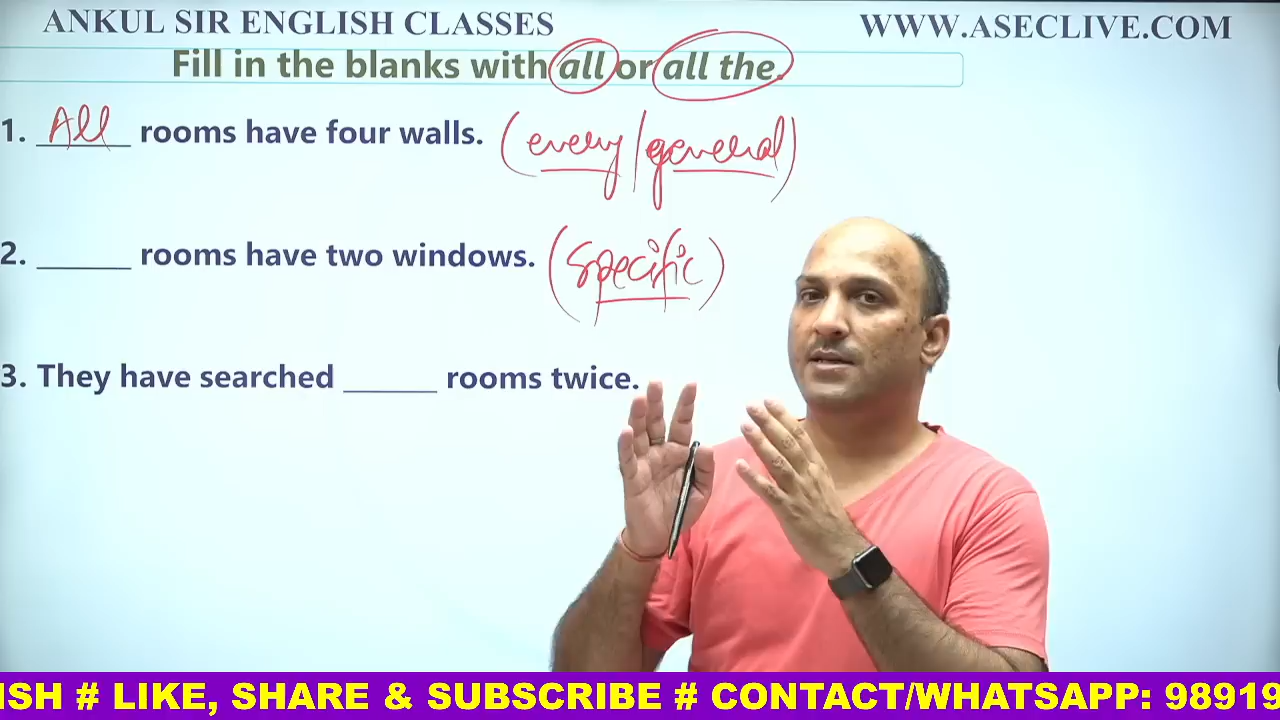 ANKUL SIR ENGLISH CLASSES WWW.ASECLIVE.COM
Fill in the blanks with all or all the.
1. All rooms have four walls. (every/general)
2. ______ rooms have two windows. (specific)
3. They have searched ______ rooms twice.
ISH # LIKE, SHARE & SUBSCRIBE # CONTACT/WHATSAPP: 98919